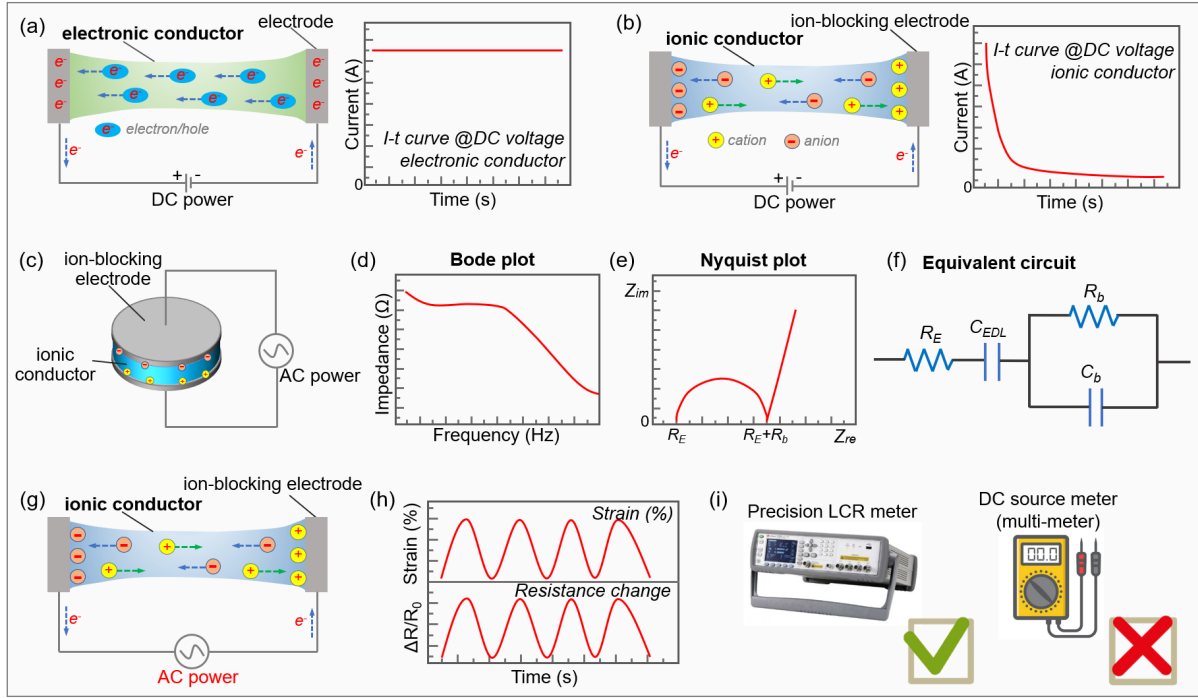 (a)
electrode
electronic conductor
e⁻ e⁻ e⁻ e⁻ e⁻
e⁻ e⁻ e⁻ e⁻ e⁻
e⁻ e⁻
e⁻ electron/hole
e⁻ e⁻
+ -
DC power
Current (A)
I-t curve @DC voltage
electronic conductor
0
Time (s)
(b)
ion-blocking electrode
ionic conductor
+ cation - anion
e⁻ e⁻
+ -
DC power
Current (A)
I-t curve @DC voltage
ionic conductor
0
Time (s)
(c)
ion-blocking
electrode
ionic
conductor
AC power
(d)
Bode plot
Impedance (Ω)
Frequency (Hz)
(e)
Nyquist plot
Zim
0
RE RE+Rb Zre
(f)
Equivalent circuit
Rb
RE CEDL
Cb
(g)
ion-blocking electrode
ionic conductor
e⁻ e⁻
AC power
(h)
Strain (%)
Strain (%)
Resistance change
ΔR/R0
Time (s)
(i)
Precision LCR meter
DC source meter
(multi-meter)
00.0